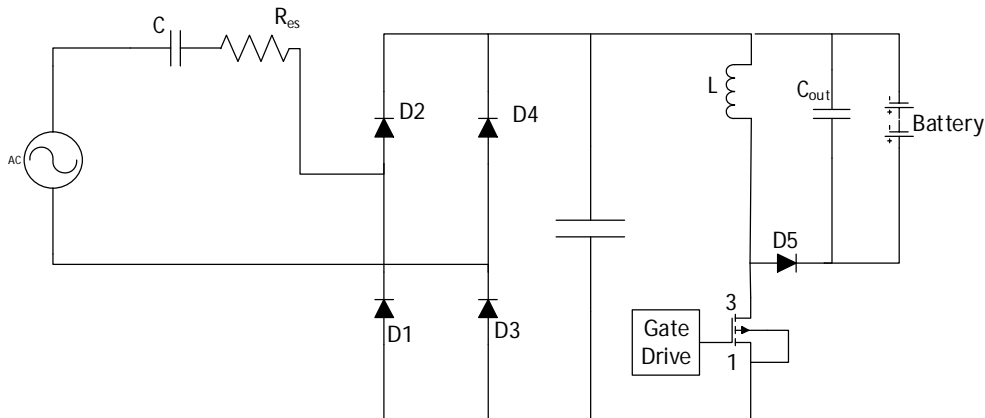 C
Res
D2
D4
L
Cout
-
+
-
+
Battery
AC
D5
D1
D3
Gate
Drive
3
1